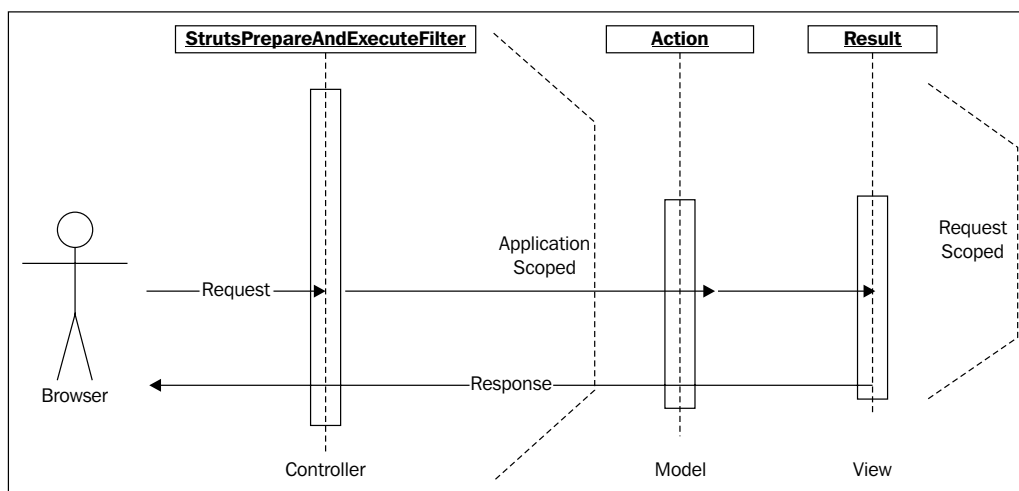 StrutsPrepareAndExecuteFilter
Action
Result
Application
Scoped
Request
Scoped
Request
Response
Browser
Controller
Model
View